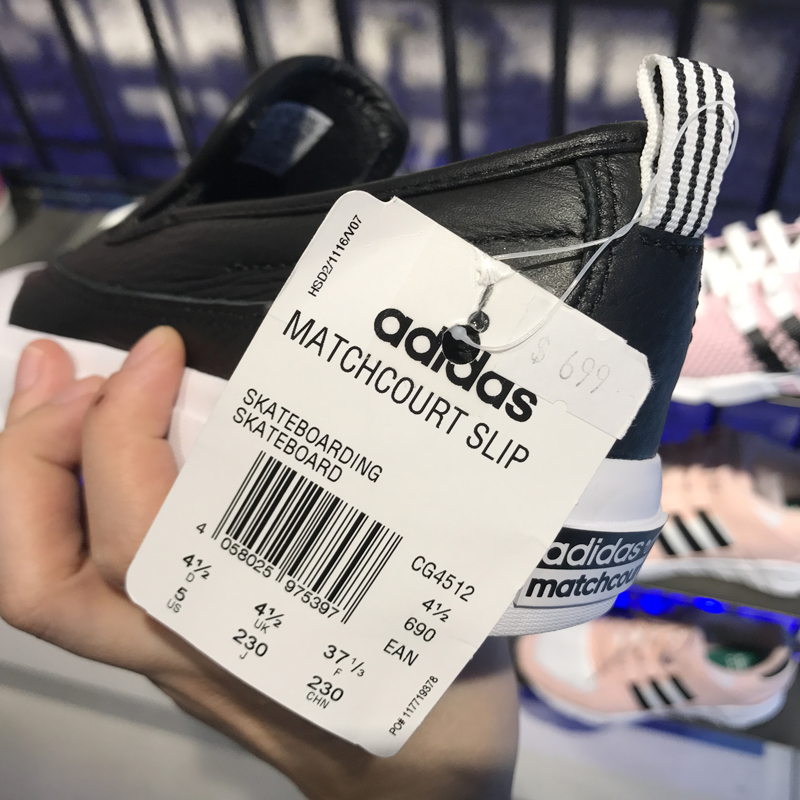 HSD2/1116/V07
adidas
$ 699
MATCHCOURT SLIP
SKATEBOARDING
SKATEBOARD
4 058025 975397
CG4512
4½
690
EAN
4½
D
5
US
4½
UK
230
J
37 1/3
F
230
CHN
PO# 117719378
adidas
matchcour